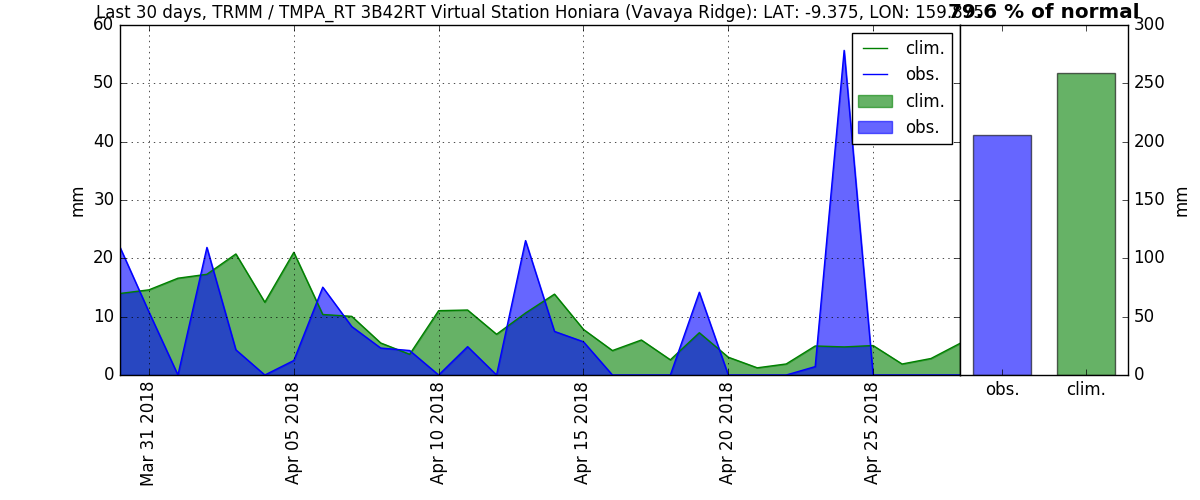 Last 30 days, TRMM / TMPA_RT 3B42RT Virtual Station Honiara (Vavaya Ridge): LAT: -9.375, LON:
79.6 % of normal
60
50
40
30
20
10
0
mm
clim.
obs.
clim.
obs.
300
250
200
150
100
50
0
mm
Mar 31 2018
Apr 05 2018
Apr 10 2018
Apr 15 2018
Apr 20 2018
Apr 25 2018
obs.
clim.